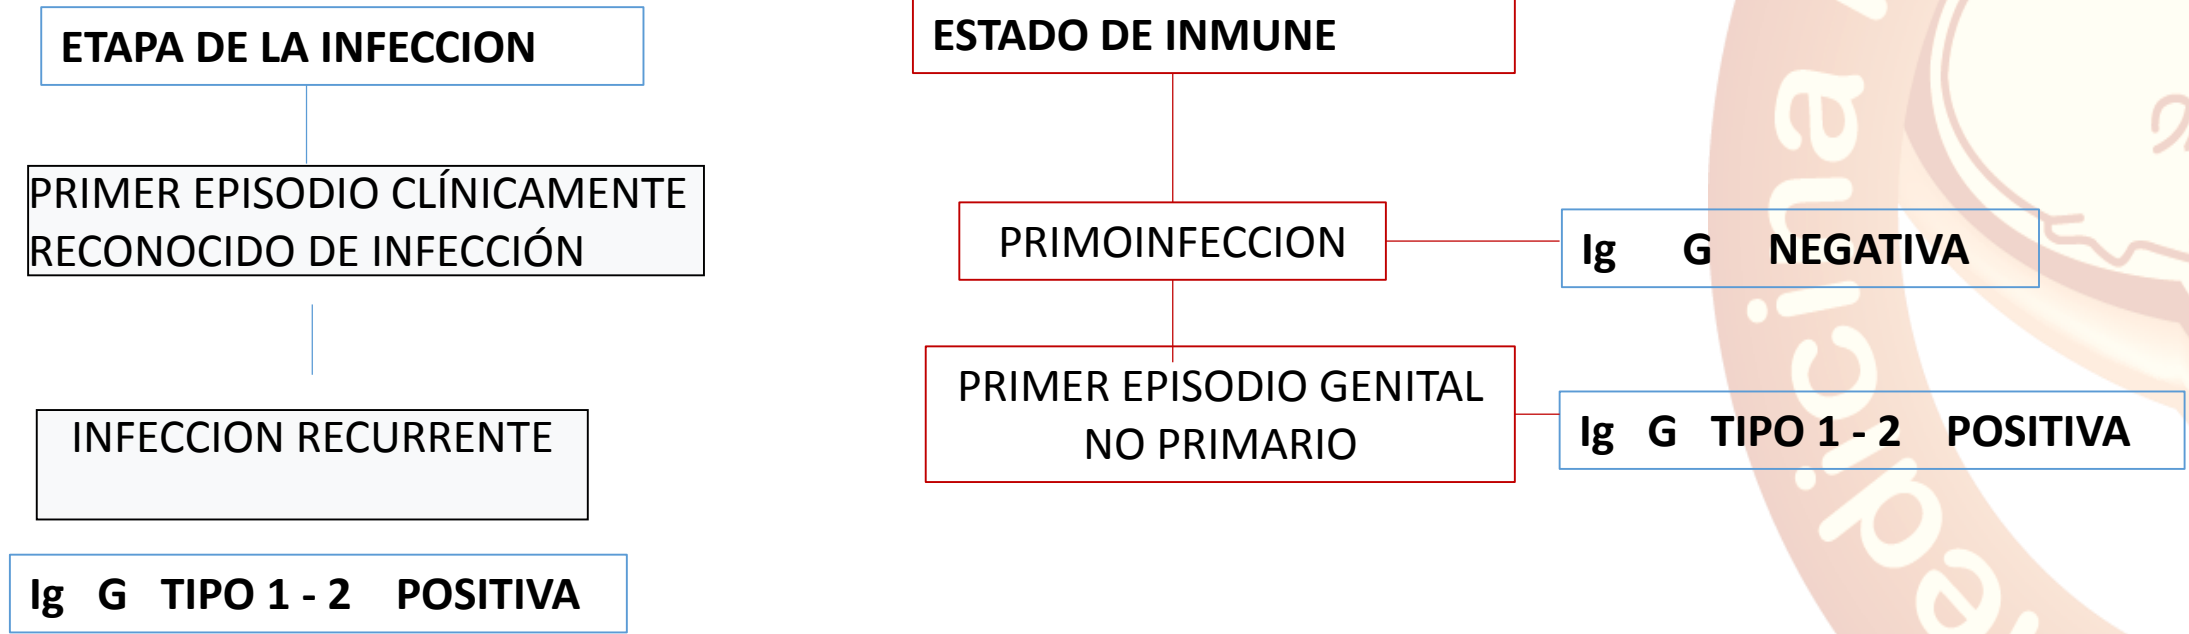 ETAPA DE LA INFECCION
PRIMER EPISODIO CLÍNICAMENTE
RECONOCIDO DE INFECCIÓN
INFECCION RECURRENTE
Ig G TIPO 1 - 2 POSITIVA
ESTADO DE INMUNE
PRIMOINFECCION
Ig G NEGATIVA
PRIMER EPISODIO GENITAL
NO PRIMARIO
Ig G TIPO 1 - 2 POSITIVA